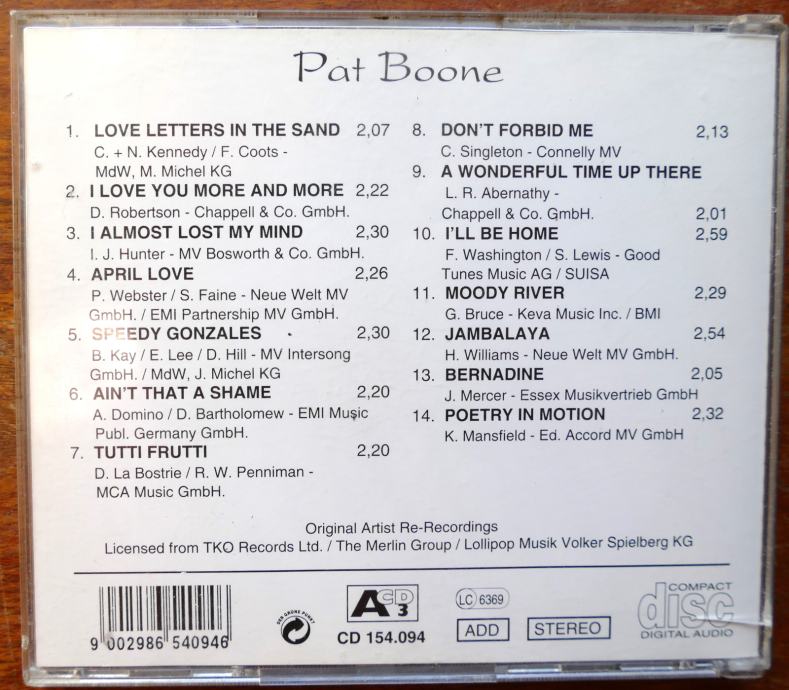 Pat Boone
1. LOVE LETTERS IN THE SAND 2,07
C. + N. Kennedy / F. Coots -
MdW, M. Michel KG
2. I LOVE YOU MORE AND MORE 2,22
D. Robertson - Chappell & Co. GmbH.
3. I ALMOST LOST MY MIND 2,30
I. J. Hunter - MV Bosworth & Co. GmbH.
4. APRIL LOVE 2,26
P. Webster / S. Faine - Neue Welt MV
GmbH. / EMI Partnership MV GmbH.
5. SPEEDY GONZALES 2,30
B. Kay / E. Lee / D. Hill - MV Intersong
GmbH. / MdW, J. Michel KG
6. AIN'T THAT A SHAME 2,20
A. Domino / D. Bartholomew - EMI Music
Publ. Germany GmbH.
7. TUTTI FRUTTI 2,20
D. La Bostrie / R. W. Penniman -
MCA Music GmbH.
8. DON'T FORBID ME 2,13
C. Singleton - Connelly MV
9. A WONDERFUL TIME UP THERE
L. R. Abernathy -
Chappell & Co. GmbH. 2,01
10. I'LL BE HOME 2,59
F. Washington / S. Lewis - Good
Tunes Music AG / SUISA
11. MOODY RIVER 2,29
G. Bruce - Keva Music Inc. / BMI
12. JAMBALAYA 2,54
H. Williams - Neue Welt MV GmbH.
13. BERNADINE 2,05
J. Mercer - Essex Musikvertrieb GmbH
14. POETRY IN MOTION 2,32
K. Mansfield - Ed. Accord MV GmbH
Original Artist Re-Recordings
Licensed from TKO Records Ltd. / The Merlin Group / Lollipop Musik Volker Spielberg KG
9 002986 540946
DER GRÜNE PUNKT
ACD 3
CD 154.094
LC 6369
ADD STEREO
COMPACT
disc
DIGITAL AUDIO